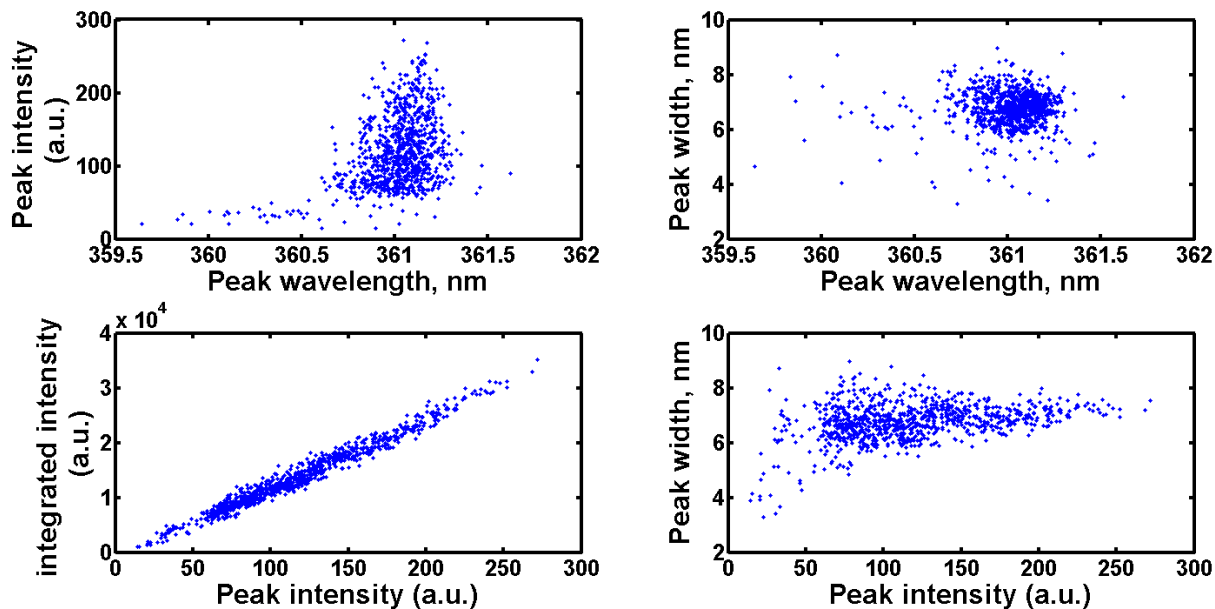 Peak intensity
(a.u.)
300
200
100
0
359.5 360 360.5 361 361.5 362
Peak wavelength, nm
Peak width, nm
10
8
6
4
2
359.5 360 360.5 361 361.5 362
Peak wavelength, nm
integrated intensity
(a.u.)
x 10⁴
4
3
2
1
0
0 50 100 150 200 250 300
Peak intensity (a.u.)
Peak width, nm
10
8
6
4
2
0 50 100 150 200 250 300
Peak intensity (a.u.)